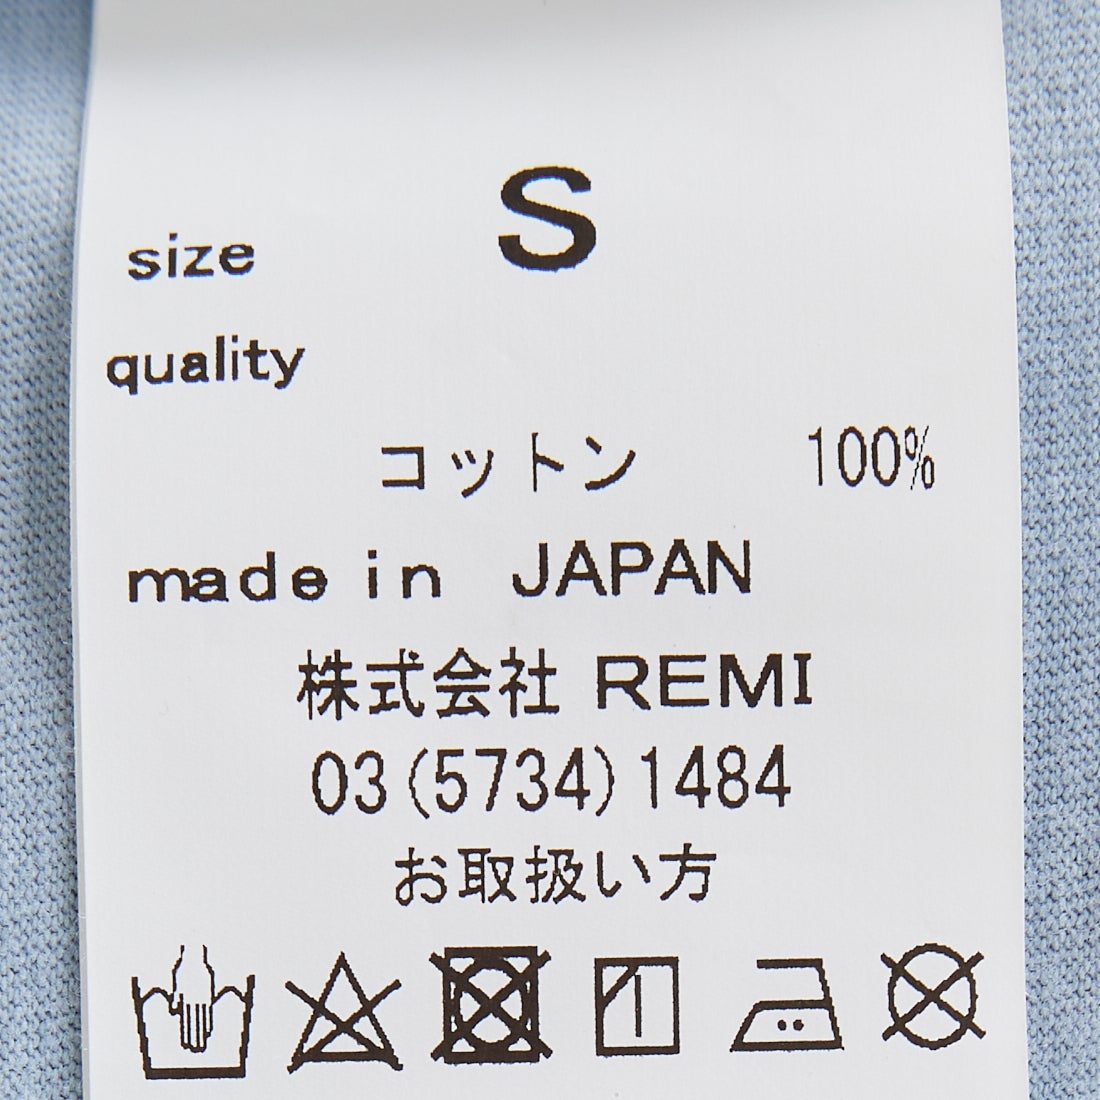 size S
quality
コットン 100%
made in JAPAN
株式会社 REMI
03(5734)1484
お取扱い方